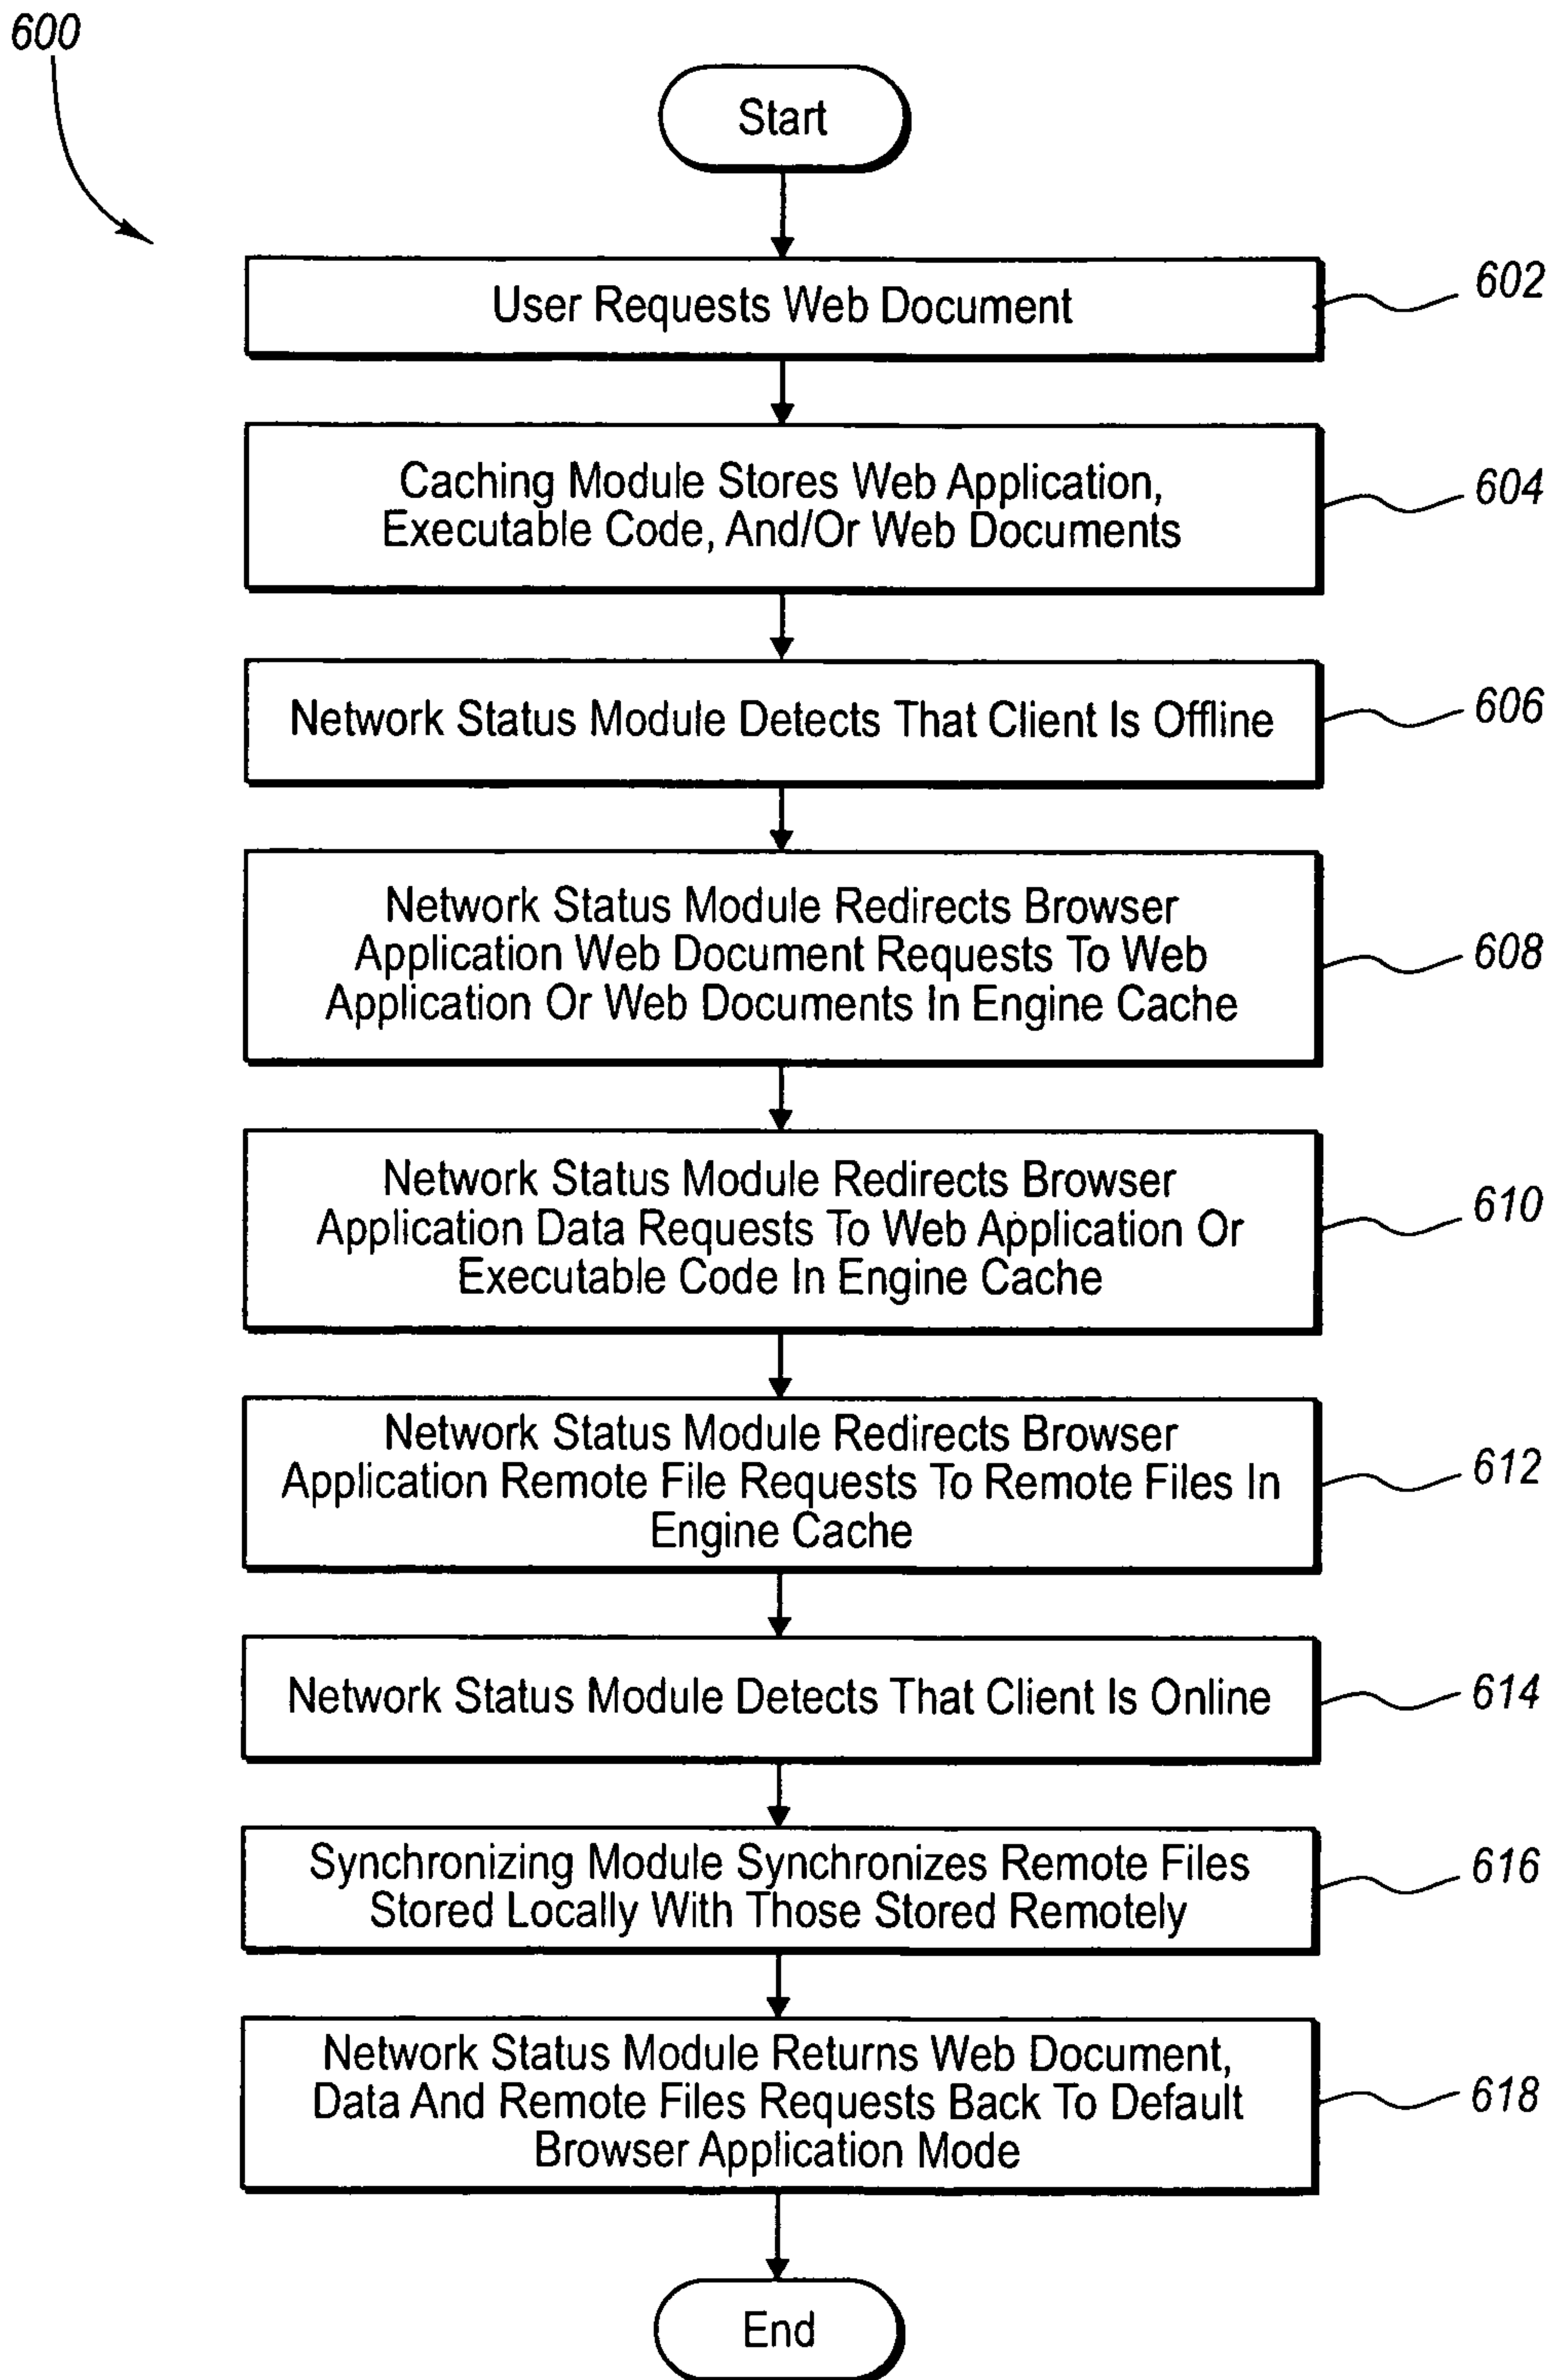 600
Start
User Requests Web Document
602
Caching Module Stores Web Application,
Executable Code, And/Or Web Documents
604
Network Status Module Detects That Client Is Offline
606
Network Status Module Redirects Browser
Application Web Document Requests To Web
Application Or Web Documents In Engine Cache
608
Network Status Module Redirects Browser
Application Data Requests To Web Application Or
Executable Code In Engine Cache
610
Network Status Module Redirects Browser
Application Remote File Requests To Remote Files In
Engine Cache
612
Network Status Module Detects That Client Is Online
614
Synchronizing Module Synchronizes Remote Files
Stored Locally With Those Stored Remotely
616
Network Status Module Returns Web Document,
Data And Remote Files Requests Back To Default
Browser Application Mode
618
End